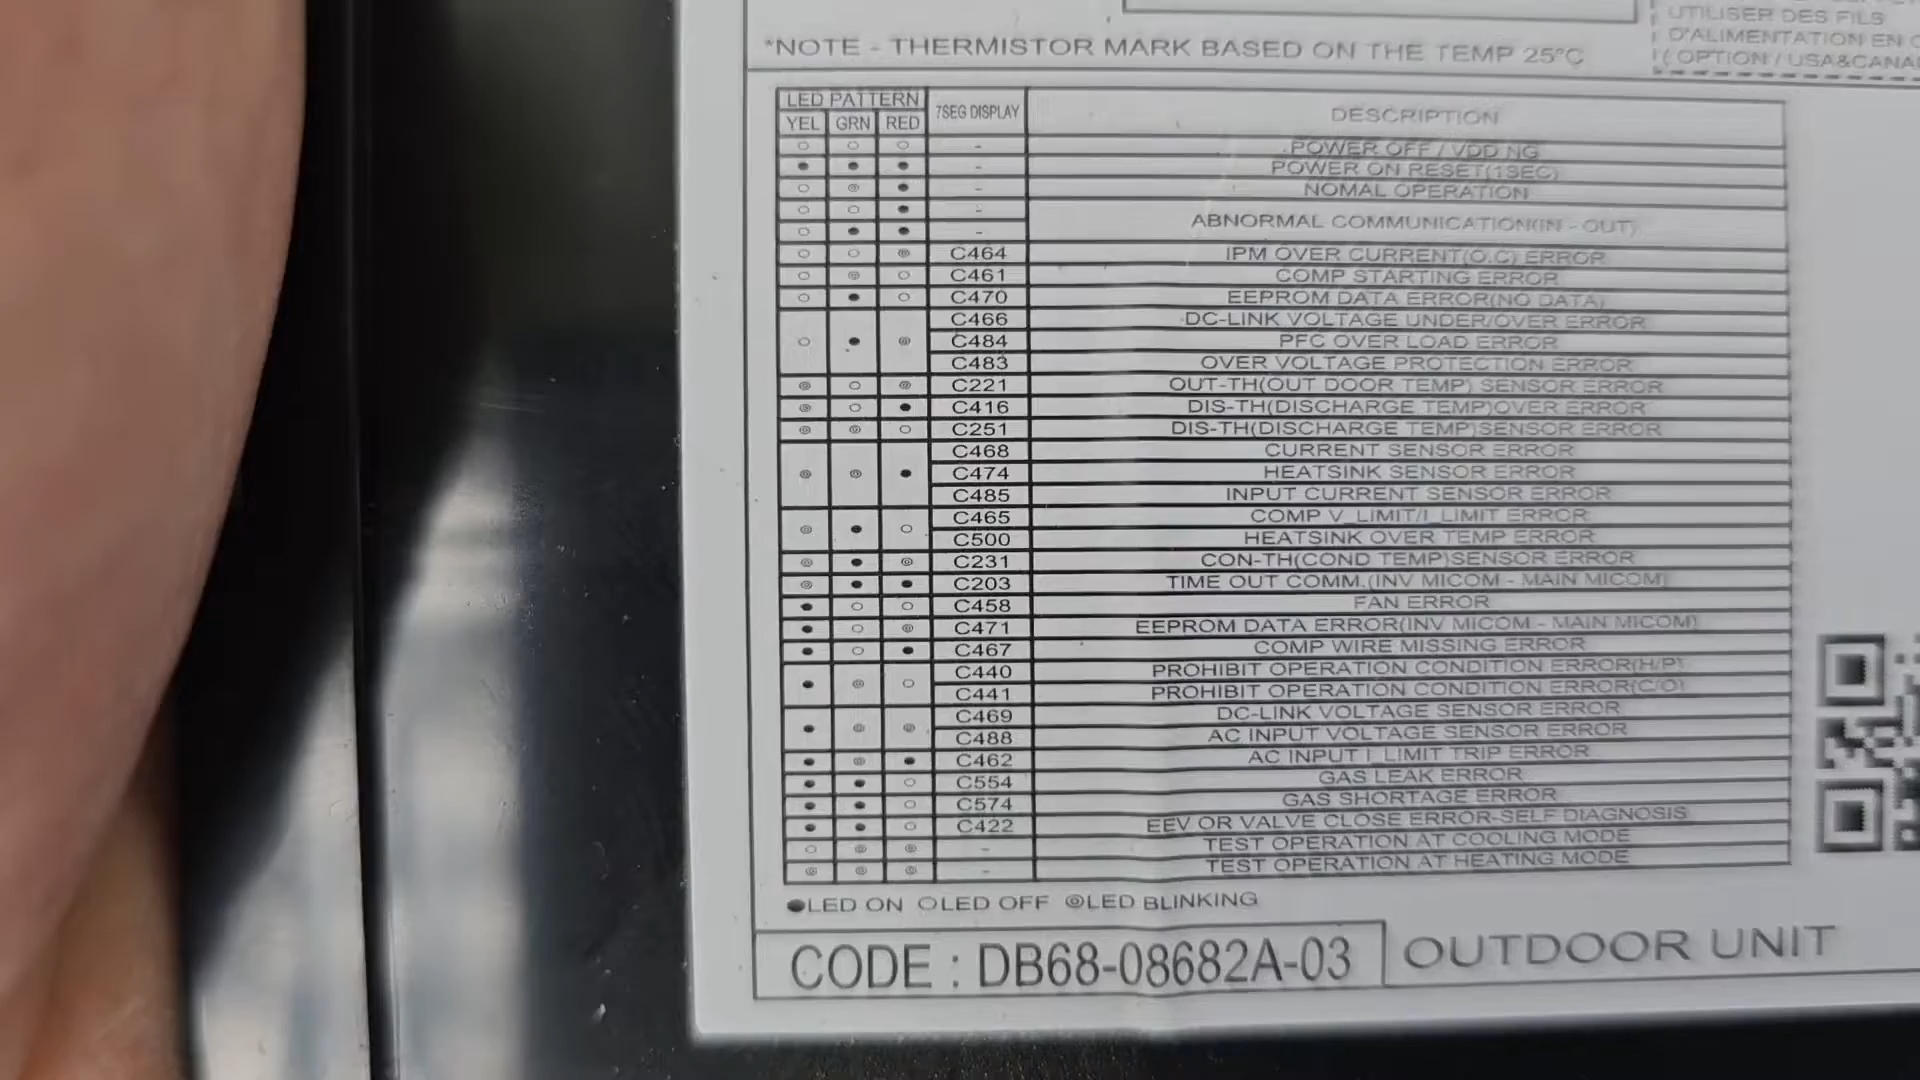 UTILISER DES FILS
*NOTE - THERMISTOR MARK BASED ON THE TEMP 25°C
D'ALIMENTATION EN
(OPTION / USA&CANA
LED PATTERN 7SEG DISPLAY DESCRIPTION
YEL GRN RED
○ ○ ○ - POWER OFF / VDD NG
● ● ● - POWER ON RESET(1SEC)
○ ◎ ● - NOMAL OPERATION
○ ○ ● - ABNORMAL COMMUNICATION(IN - OUT)
○ ● ● -
○ ○ ◎ C464 IPM OVER CURRENT(O.C) ERROR
○ ◎ ○ C461 COMP STARTING ERROR
○ ● ○ C470 EEPROM DATA ERROR(NO DATA)
C466 DC-LINK VOLTAGE UNDER/OVER ERROR
○ ● ◎ C484 PFC OVER LOAD ERROR
C483 OVER VOLTAGE PROTECTION ERROR
◎ ○ ◎ C221 OUT-TH(OUT DOOR TEMP) SENSOR ERROR
◎ ○ ● C416 DIS-TH(DISCHARGE TEMP)OVER ERROR
◎ ◎ ○ C251 DIS-TH(DISCHARGE TEMP)SENSOR ERROR
C468 CURRENT SENSOR ERROR
◎ ◎ ● C474 HEATSINK SENSOR ERROR
C485 INPUT CURRENT SENSOR ERROR
◎ ● ○ C465 COMP V_LIMIT/I_LIMIT ERROR
C500 HEATSINK OVER TEMP ERROR
◎ ● ◎ C231 CON-TH(COND TEMP)SENSOR ERROR
◎ ● ● C203 TIME OUT COMM.(INV MICOM - MAIN MICOM)
● ○ ○ C458 FAN ERROR
● ○ ◎ C471 EEPROM DATA ERROR(INV MICOM - MAIN MICOM)
● ○ ● C467 COMP WIRE MISSING ERROR
● ◎ ○ C440 PROHIBIT OPERATION CONDITION ERROR(H/P)
C441 PROHIBIT OPERATION CONDITION ERROR(C/O)
● ◎ ◎ C469 DC-LINK VOLTAGE SENSOR ERROR
C488 AC INPUT VOLTAGE SENSOR ERROR
● ◎ ● C462 AC INPUT I_LIMIT TRIP ERROR
● ● ○ C554 GAS LEAK ERROR
● ● ○ C574 GAS SHORTAGE ERROR
● ● ○ C422 EEV OR VALVE CLOSE ERROR-SELF DIAGNOSIS
○ ◎ ◎ - TEST OPERATION AT COOLING MODE
◎ ◎ ◎ - TEST OPERATION AT HEATING MODE
●LED ON ○LED OFF ◎LED BLINKING
CODE : DB68-08682A-03 OUTDOOR UNIT